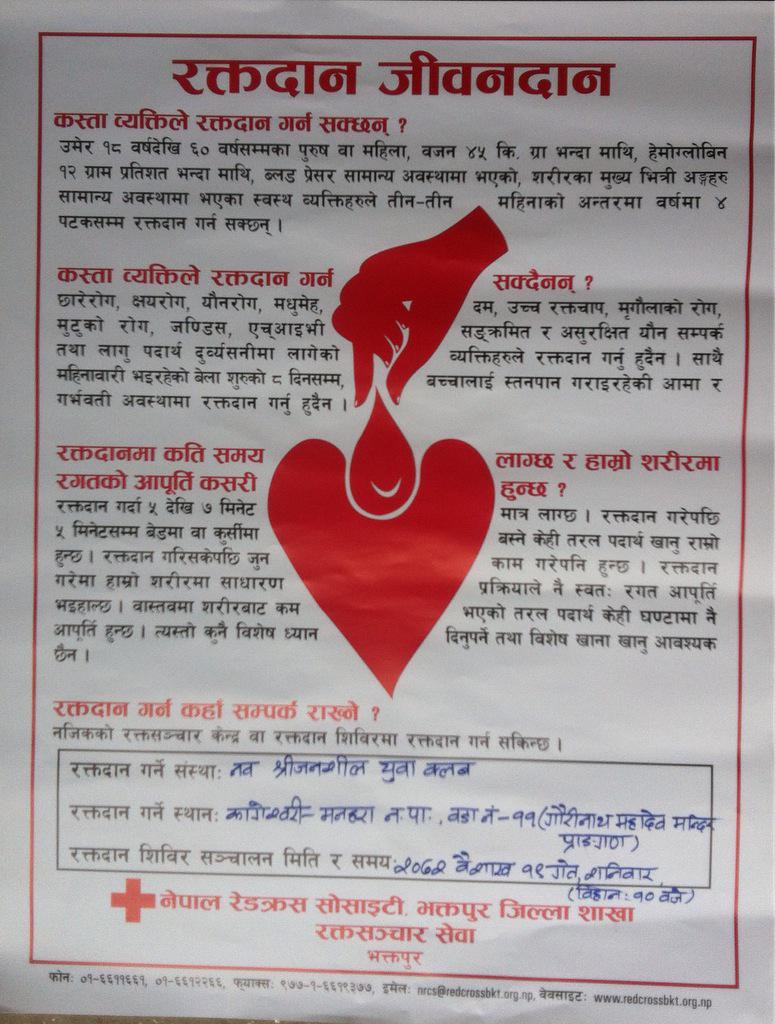 रक्तदान जीवनदान
कस्ता व्यक्तिले रक्तदान गर्न सक्छन् ?
उमेर १८ वर्षदेखि ६० वर्षसम्मका पुरुष वा महिला, वजन ४५ कि. ग्रा भन्दा माथि, हेमोग्लोबिन
१२ ग्राम प्रतिशत भन्दा माथि, ब्लड प्रेसर सामान्य अवस्थामा भएको, शरीरका मुख्य भित्री अङ्गहरु
सामान्य अवस्थामा भएका स्वस्थ व्यक्तिहरुले तीन-तीन महिनाको अन्तरमा वर्षमा ४
पटकसम्म रक्तदान गर्न सक्छन् ।
कस्ता व्यक्तिले रक्तदान गर्न सक्दैनन् ?
छारेरोग, क्षयरोग, यौनरोग, मधुमेह, दम, उच्च रक्तचाप, मृगौलाको रोग,
मुटुको रोग, जण्डिस, एच्आइभी सङ्क्रमित र असुरक्षित यौन सम्पर्क
तथा लागु पदार्थ दुर्व्यसनीमा लागेको व्यक्तिहरुले रक्तदान गर्नु हुदैन । साथै
महिनावारी भइरहेको बेला शुरुको ८ दिनसम्म, बच्चालाई स्तनपान गराइरहेकी आमा र
गर्भवती अवस्थामा रक्तदान गर्नु हुदैन ।
रक्तदानमा कति समय लाग्छ र हाम्रो शरीरमा
रगतको आपूर्ति कसरी हुन्छ ?
रक्तदान गर्दा ५ देखि ७ मिनेट मात्र लाग्छ । रक्तदान गरेपछि
५ मिनेटसम्म बेडमा वा कुर्सीमा बस्ने केही तरल पदार्थ खानु राम्रो
हुन्छ । रक्तदान गरिसकेपछि जुन काम गरेपनि हुन्छ । रक्तदान
गरेमा हाम्रो शरीरमा साधारण प्रक्रियाले नै स्वतः रगत आपूर्ति
भइहाल्छ । वास्तवमा शरीरबाट कम भएको तरल पदार्थ केही घण्टामा नै
आपूर्ति हुन्छ । त्यस्तो कुनै विशेष ध्यान दिनुपर्ने तथा विशेष खाना खानु आवश्यक
छैन ।
रक्तदान गर्न कहाँ सम्पर्क राख्ने ?
नजिकको रक्तसञ्चार केन्द्र वा रक्तदान शिविरमा रक्तदान गर्न सकिन्छ ।
रक्तदान गर्ने संस्थाः नव श्रीजनशील युवा क्लब
रक्तदान गर्ने स्थानः कागेश्वरी- मनहरा न.पा., वडा नं-११ (गौरीनाथ महादेव मन्दिर
प्राङगण)
रक्तदान शिविर सञ्चालन मिति र समयः २०७२ वैशाख १९ गते, शनिवार,
(विहानः १० वजे)
नेपाल रेडक्रस सोसाइटी, भक्तपुर जिल्ला शाखा
रक्तसञ्चार सेवा
भक्तपुर
फोनः ०१-६६११६६१, ०१-६६१२२६६, फ्याक्सः ९७७-१-६६१९३७७, इमेलः nrcs@redcrossbkt.org.np, वेबसाइटः www.redcrossbkt.org.np